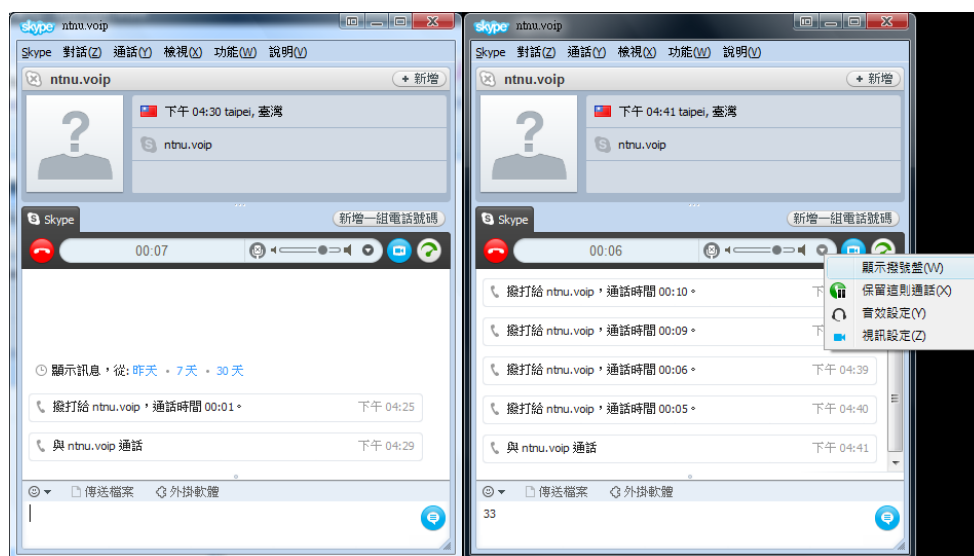 skype ntnu.voip
Skype 對話(Z) 通話(Y) 檢視(X) 功能(W) 說明(V)
ntnu.voip
+ 新增
下午 04:30 taipei, 臺灣
ntnu.voip
Skype
新增一組電話號碼
00:07
顯示訊息，從: 昨天 • 7 天 • 30 天
撥打給 ntnu.voip，通話時間 00:01。 下午 04:25
與 ntnu.voip 通話 下午 04:29
傳送檔案 外掛軟體
skype ntnu.voip
Skype 對話(Z) 通話(Y) 檢視(X) 功能(W) 說明(V)
ntnu.voip
+ 新增
下午 04:41 taipei, 臺灣
ntnu.voip
Skype
新增一組電話號碼
00:06
顯示撥號盤(W)
保留這則通話(X)
音效設定(Y)
視訊設定(Z)
撥打給 ntnu.voip，通話時間 00:10。 下
撥打給 ntnu.voip，通話時間 00:09。 下
撥打給 ntnu.voip，通話時間 00:06。 下午 04:39
撥打給 ntnu.voip，通話時間 00:05。 下午 04:40
與 ntnu.voip 通話 下午 04:41
傳送檔案 外掛軟體
33